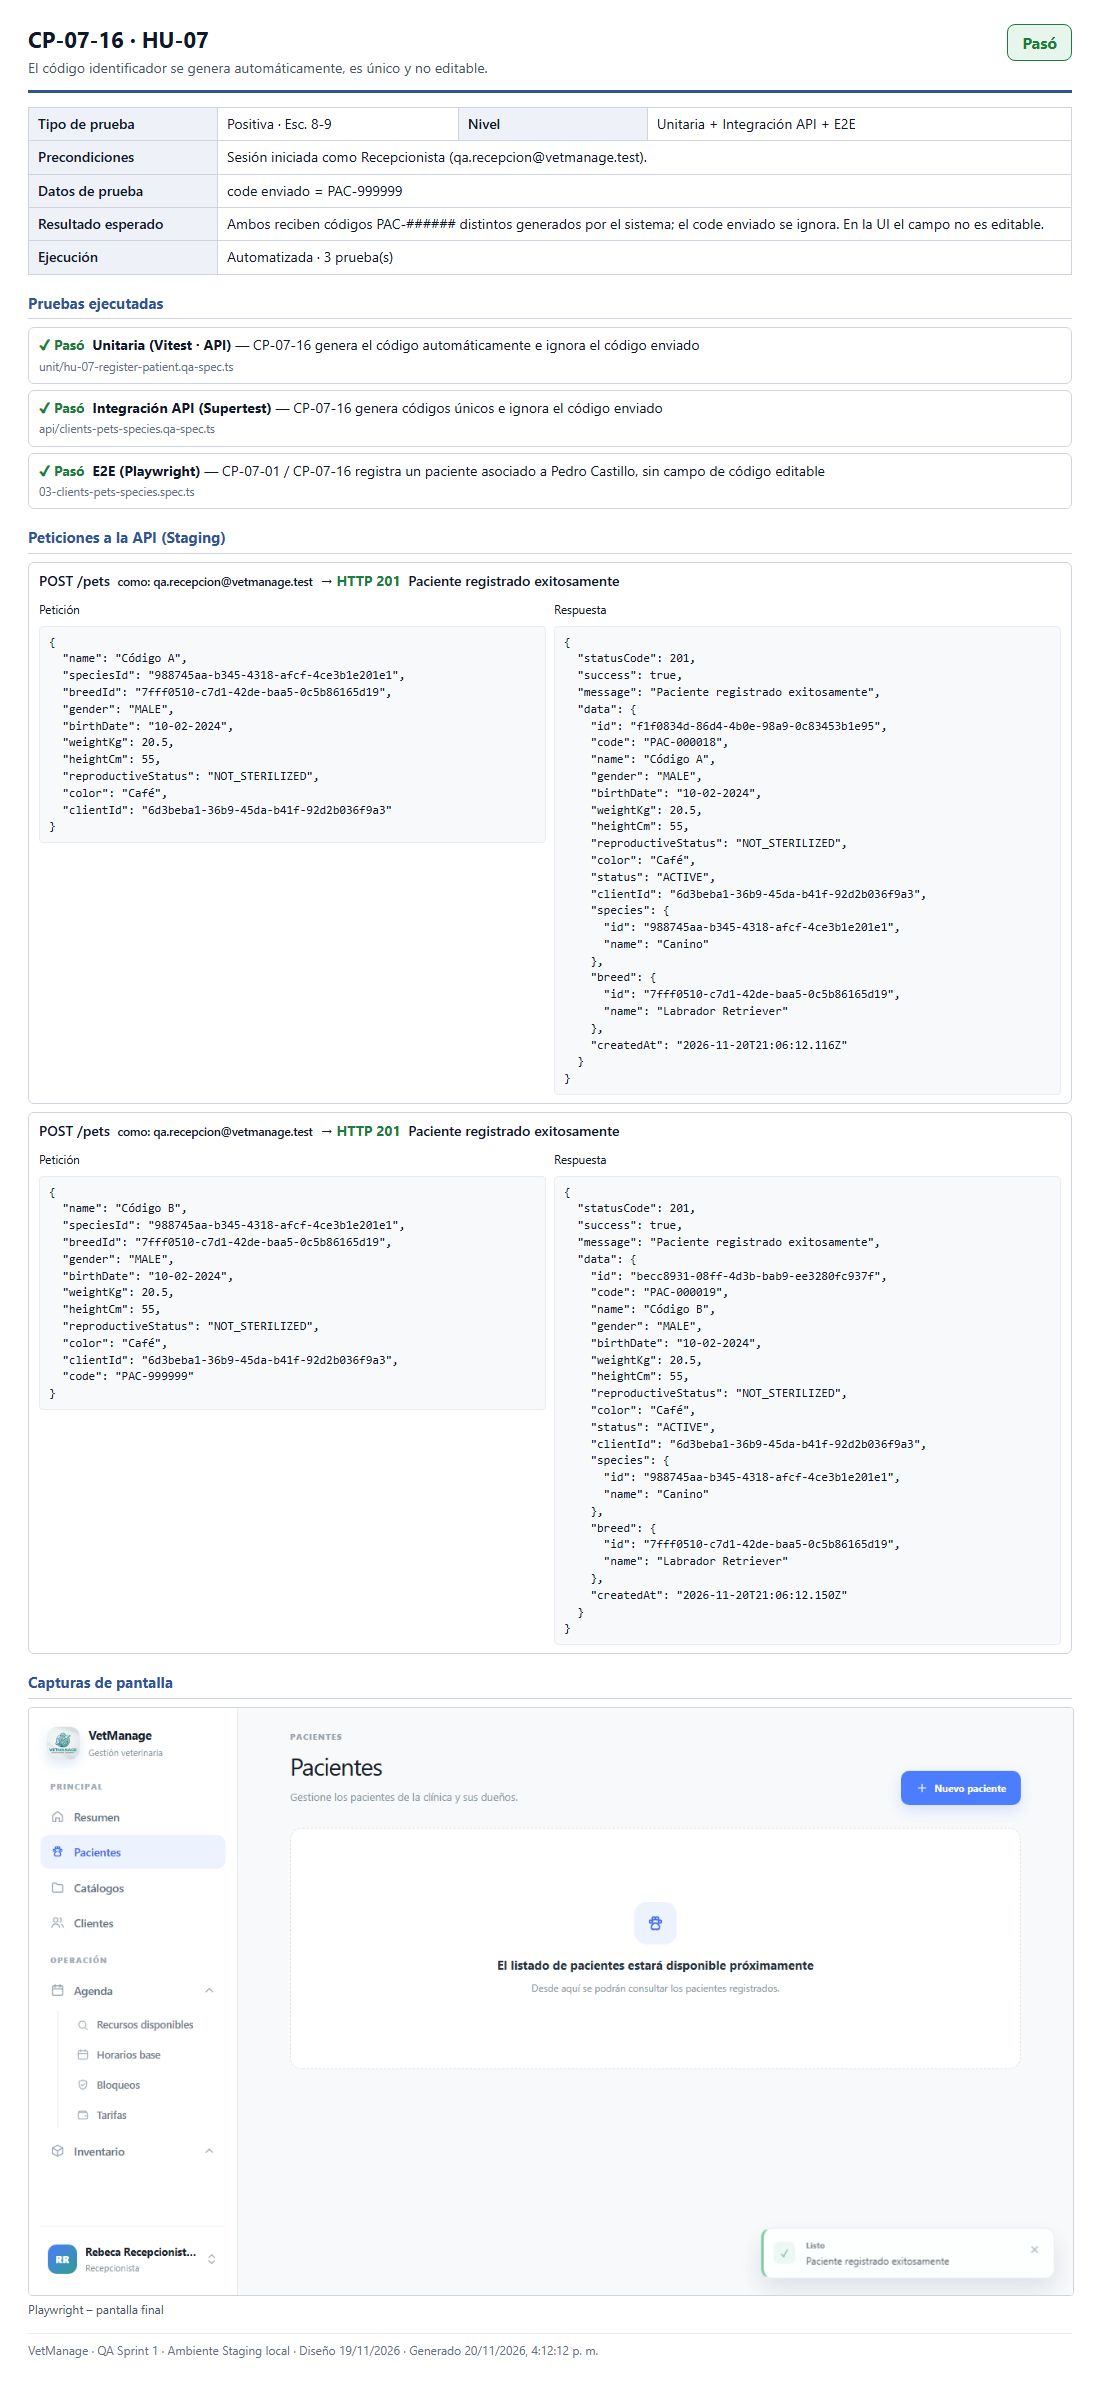 CP-07-16 · HU-07
Pasó
El código identificador se genera automáticamente, es único y no editable.
Tipo de prueba Positiva · Esc. 8-9 Nivel Unitaria + Integración API + E2E
Precondiciones Sesión iniciada como Recepcionista (qa.recepcion@vetmanage.test).
Datos de prueba code enviado = PAC-999999
Resultado esperado Ambos reciben códigos PAC-###### distintos generados por el sistema; el code enviado se ignora. En la UI el campo no es editable.
Ejecución Automatizada · 3 prueba(s)
Pruebas ejecutadas
✓ Pasó Unitaria (Vitest · API) — CP-07-16 genera el código automáticamente e ignora el código enviado
unit/hu-07-register-patient.qa-spec.ts
✓ Pasó Integración API (Supertest) — CP-07-16 genera códigos únicos e ignora el código enviado
api/clients-pets-species.qa-spec.ts
✓ Pasó E2E (Playwright) — CP-07-01 / CP-07-16 registra un paciente asociado a Pedro Castillo, sin campo de código editable
03-clients-pets-species.spec.ts
Peticiones a la API (Staging)
POST /pets como: qa.recepcion@vetmanage.test → HTTP 201 Paciente registrado exitosamente
Petición
{
"name": "Código A",
"speciesId": "988745aa-b345-4318-afcf-4ce3b1e201e1",
"breedId": "7fff0510-c7d1-42de-baa5-0c5b86165d19",
"gender": "MALE",
"birthDate": "10-02-2024",
"weightKg": 20.5,
"heightCm": 55,
"reproductiveStatus": "NOT_STERILIZED",
"color": "Café",
"clientId": "6d3beba1-36b9-45da-b41f-92d2b036f9a3"
}
Respuesta
{
"statusCode": 201,
"success": true,
"message": "Paciente registrado exitosamente",
"data": {
"id": "f1f0834d-86d4-4b0e-98a9-0c83453b1e95",
"code": "PAC-000018",
"name": "Código A",
"gender": "MALE",
"birthDate": "10-02-2024",
"weightKg": 20.5,
"heightCm": 55,
"reproductiveStatus": "NOT_STERILIZED",
"color": "Café",
"status": "ACTIVE",
"clientId": "6d3beba1-36b9-45da-b41f-92d2b036f9a3",
"species": {
"id": "988745aa-b345-4318-afcf-4ce3b1e201e1",
"name": "Canino"
},
"breed": {
"id": "7fff0510-c7d1-42de-baa5-0c5b86165d19",
"name": "Labrador Retriever"
},
"createdAt": "2026-11-20T21:06:12.116Z"
}
}
POST /pets como: qa.recepcion@vetmanage.test → HTTP 201 Paciente registrado exitosamente
Petición
{
"name": "Código B",
"speciesId": "988745aa-b345-4318-afcf-4ce3b1e201e1",
"breedId": "7fff0510-c7d1-42de-baa5-0c5b86165d19",
"gender": "MALE",
"birthDate": "10-02-2024",
"weightKg": 20.5,
"heightCm": 55,
"reproductiveStatus": "NOT_STERILIZED",
"color": "Café",
"clientId": "6d3beba1-36b9-45da-b41f-92d2b036f9a3",
"code": "PAC-999999"
}
Respuesta
{
"statusCode": 201,
"success": true,
"message": "Paciente registrado exitosamente",
"data": {
"id": "becc8931-08ff-4d3b-bab9-ee3280fc937f",
"code": "PAC-000019",
"name": "Código B",
"gender": "MALE",
"birthDate": "10-02-2024",
"weightKg": 20.5,
"heightCm": 55,
"reproductiveStatus": "NOT_STERILIZED",
"color": "Café",
"status": "ACTIVE",
"clientId": "6d3beba1-36b9-45da-b41f-92d2b036f9a3",
"species": {
"id": "988745aa-b345-4318-afcf-4ce3b1e201e1",
"name": "Canino"
},
"breed": {
"id": "7fff0510-c7d1-42de-baa5-0c5b86165d19",
"name": "Labrador Retriever"
},
"createdAt": "2026-11-20T21:06:12.150Z"
}
}
Capturas de pantalla
VetManage
Gestión veterinaria
PRINCIPAL
Resumen
Pacientes
Catálogos
Clientes
OPERACIÓN
Agenda
Recursos disponibles
Horarios base
Bloqueos
Tarifas
Inventario
RR
Rebeca Recepcionist...
Recepcionista
PACIENTES
Pacientes
Gestione los pacientes de la clínica y sus dueños.
+ Nuevo paciente
El listado de pacientes estará disponible próximamente
Desde aquí se podrán consultar los pacientes registrados.
Listo
Paciente registrado exitosamente
Playwright – pantalla final
VetManage · QA Sprint 1 · Ambiente Staging local · Diseño 19/11/2026 · Generado 20/11/2026, 4:12:12 p. m.